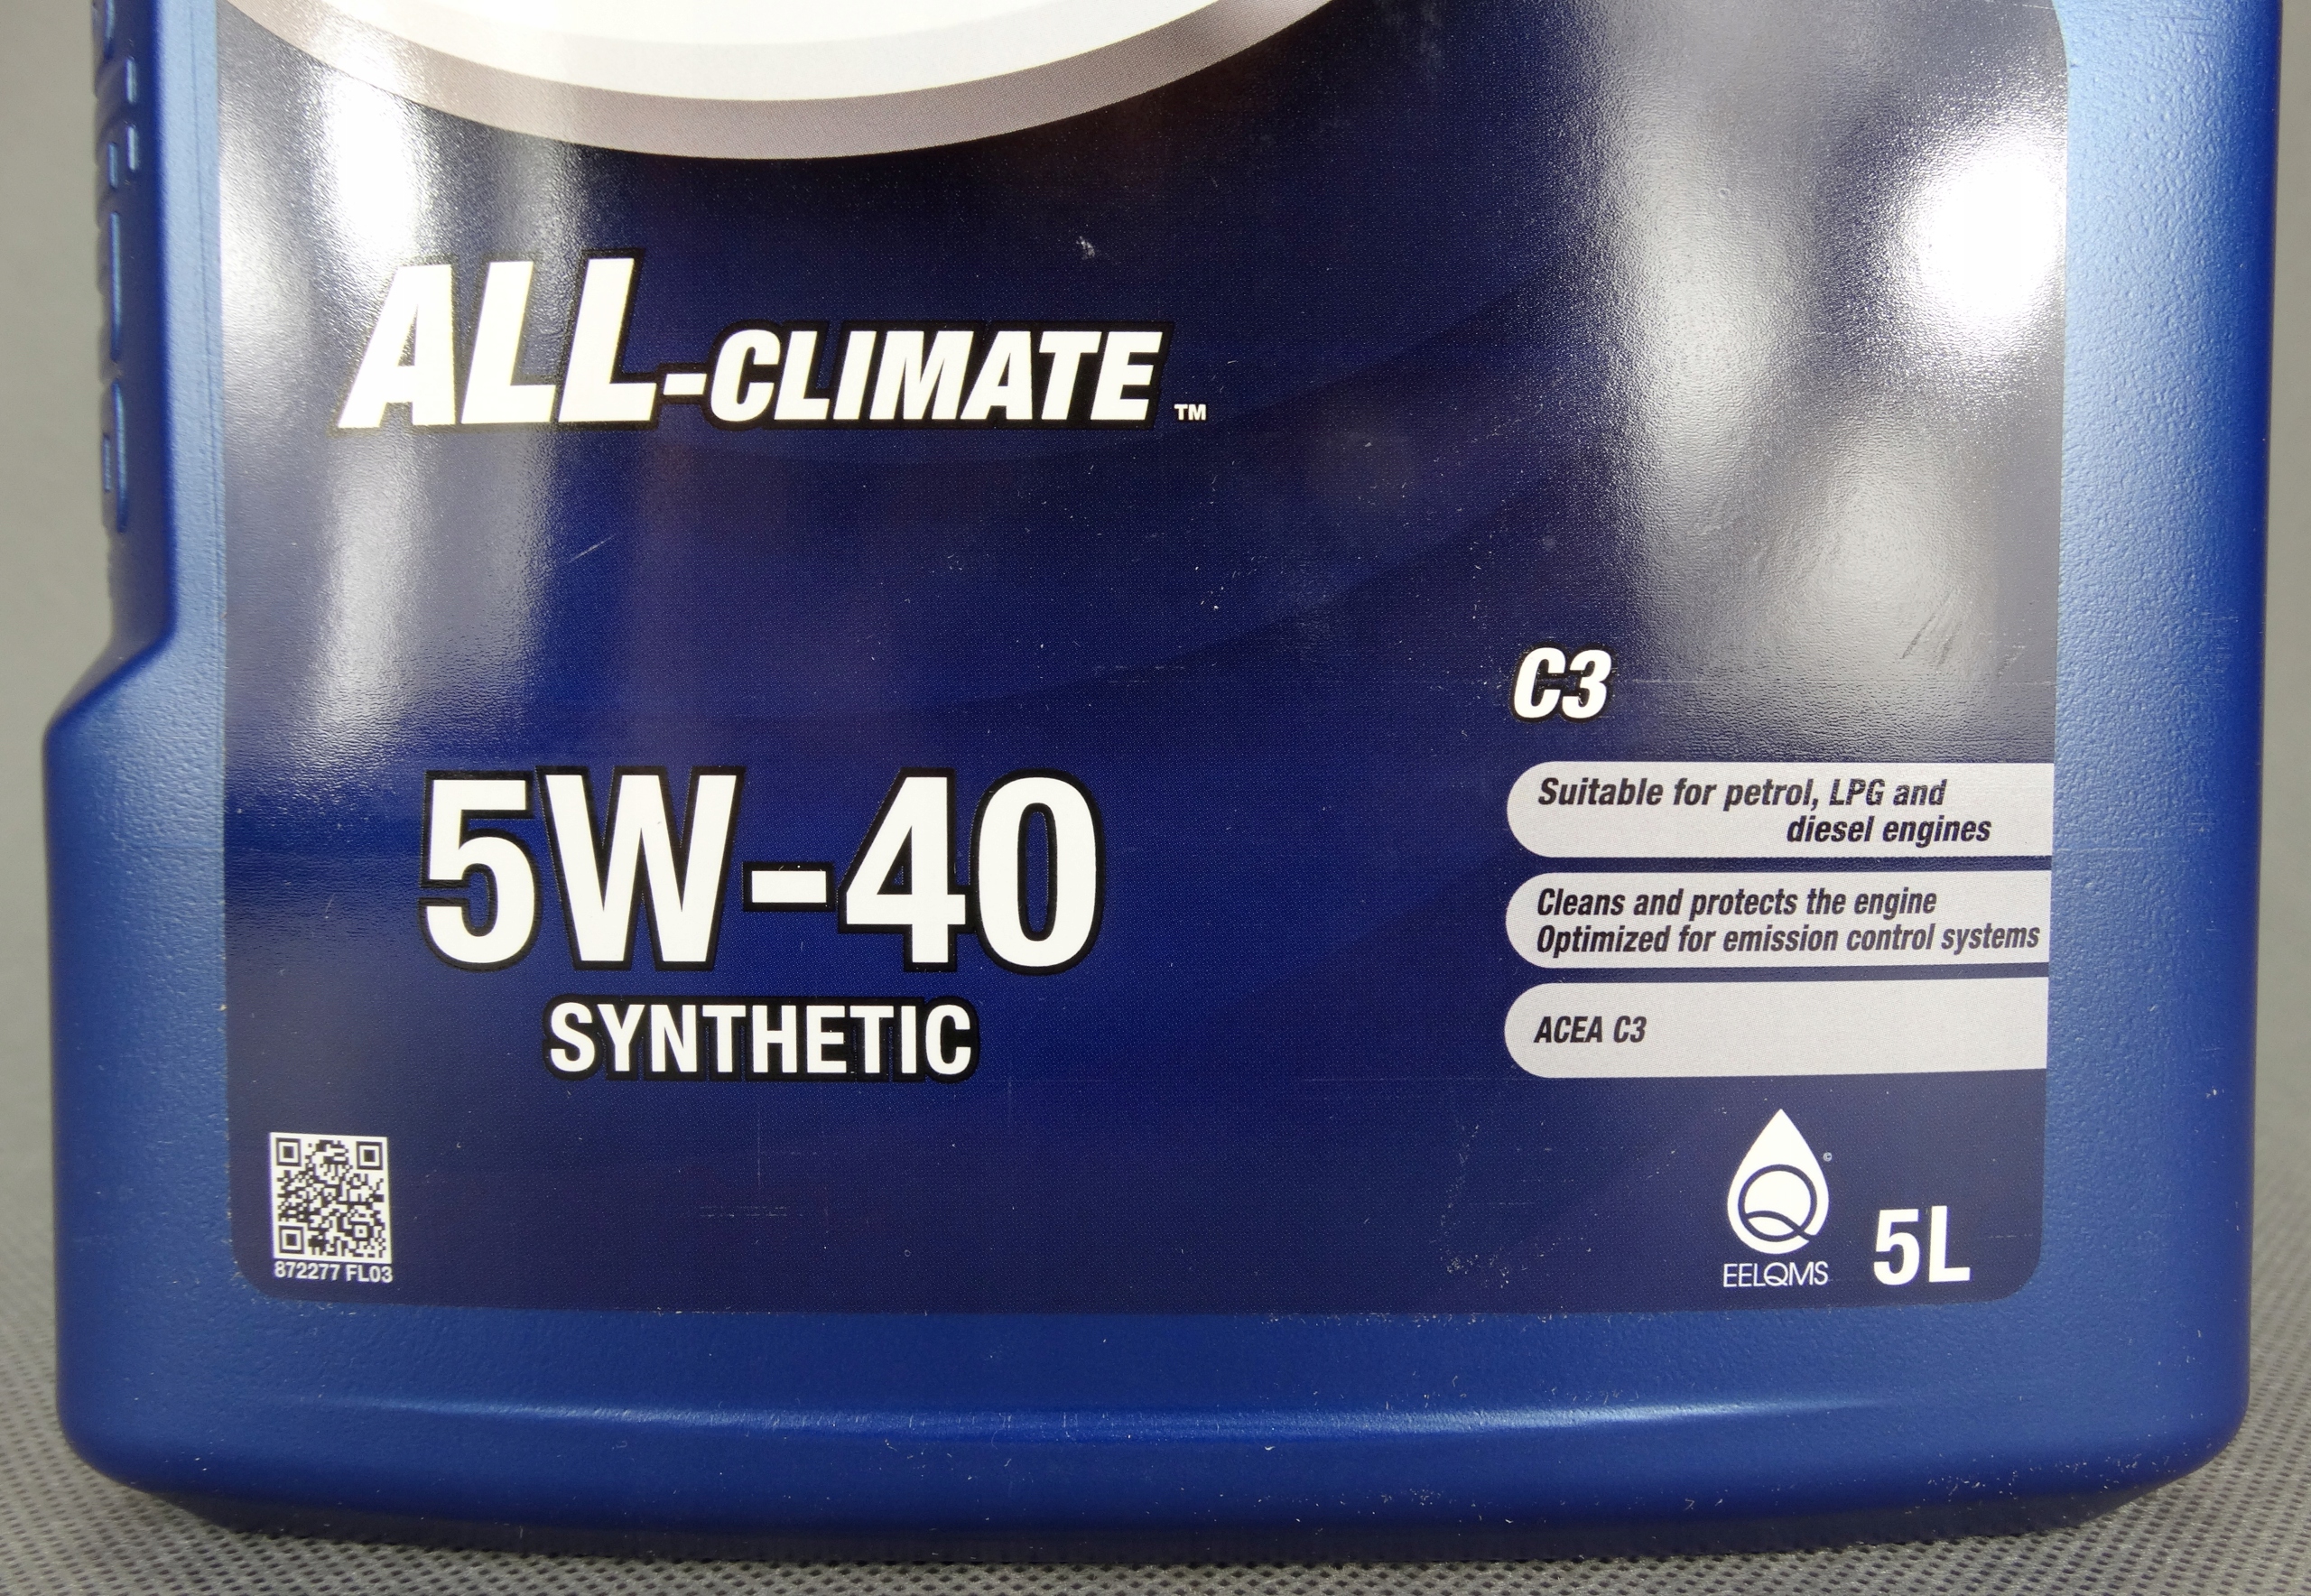 ALL-CLIMATE™
C3
5W-40
SYNTHETIC
Suitable for petrol, LPG and
diesel engines
Cleans and protects the engine
Optimized for emission control systems
ACEA C3
872277 FL03
©
EELQMS
5L